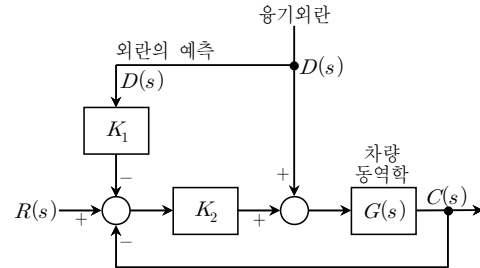 융기외란
외란의 예측
D(s)
D(s)
K₁
차량
동역학
R(s)
+
−
−
K₂
+
+
G(s)
C(s)